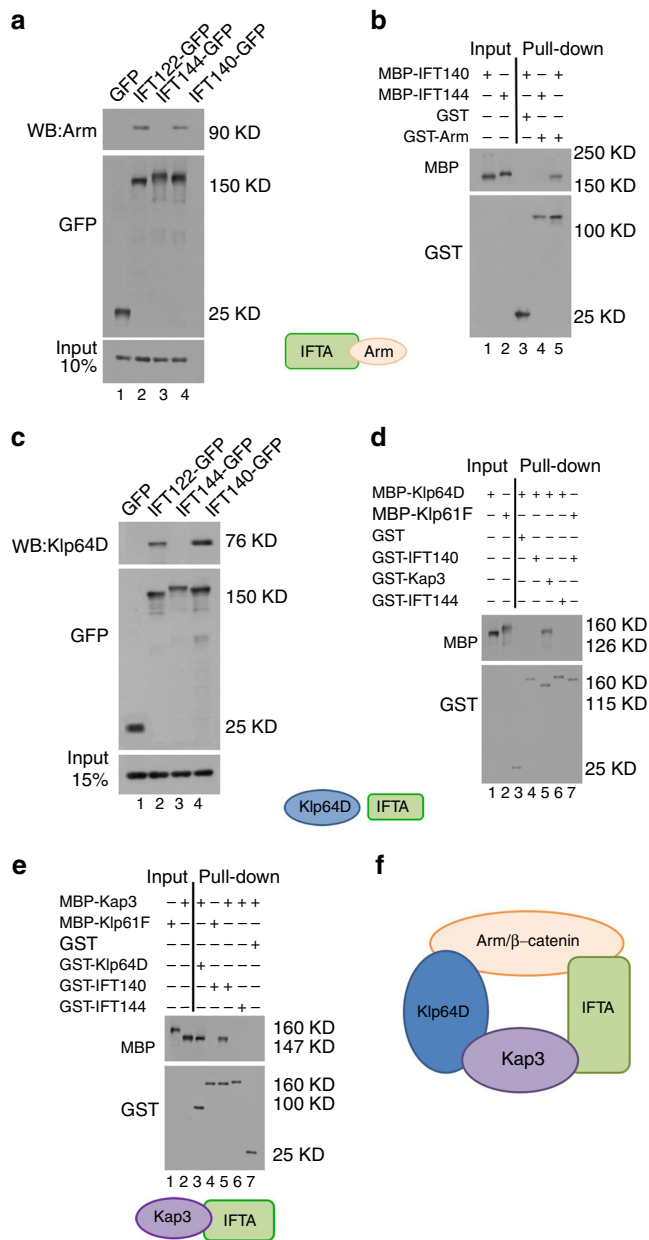 a
GFP
IFT122-GFP
IFT144-GFP
IFT140-GFP
WB:Arm
90 KD
GFP
150 KD
25 KD
Input
10%
1 2 3 4
IFTA Arm
b
Input Pull-down
MBP-IFT140 + – + – +
MBP-IFT144 – + – + –
GST – – + – –
GST-Arm – – – + +
MBP
250 KD
150 KD
GST
100 KD
25 KD
1 2 3 4 5
c
GFP
IFT122-GFP
IFT144-GFP
IFT140-GFP
WB:Klp64D
76 KD
GFP
150 KD
25 KD
Input
15%
1 2 3 4
Klp64D IFTA
d
Input Pull-down
MBP-Klp64D + – + + + + –
MBP-Klp61F – + – – – – +
GST – – + – – – –
GST-IFT140 – – – + – – +
GST-Kap3 – – – – + – –
GST-IFT144 – – – – – + –
MBP
160 KD
126 KD
GST
160 KD
115 KD
25 KD
1 2 3 4 5 6 7
e
Input Pull-down
MBP-Kap3 – + + – + + +
MBP-Klp61F + – – + – – –
GST – – – – – – +
GST-Klp64D – – + – – – –
GST-IFT140 – – – + + – –
GST-IFT144 – – – – – + –
MBP
160 KD
147 KD
GST
160 KD
100 KD
25 KD
1 2 3 4 5 6 7
Kap3 IFTA
f
Arm/β–catenin
Klp64D
IFTA
Kap3